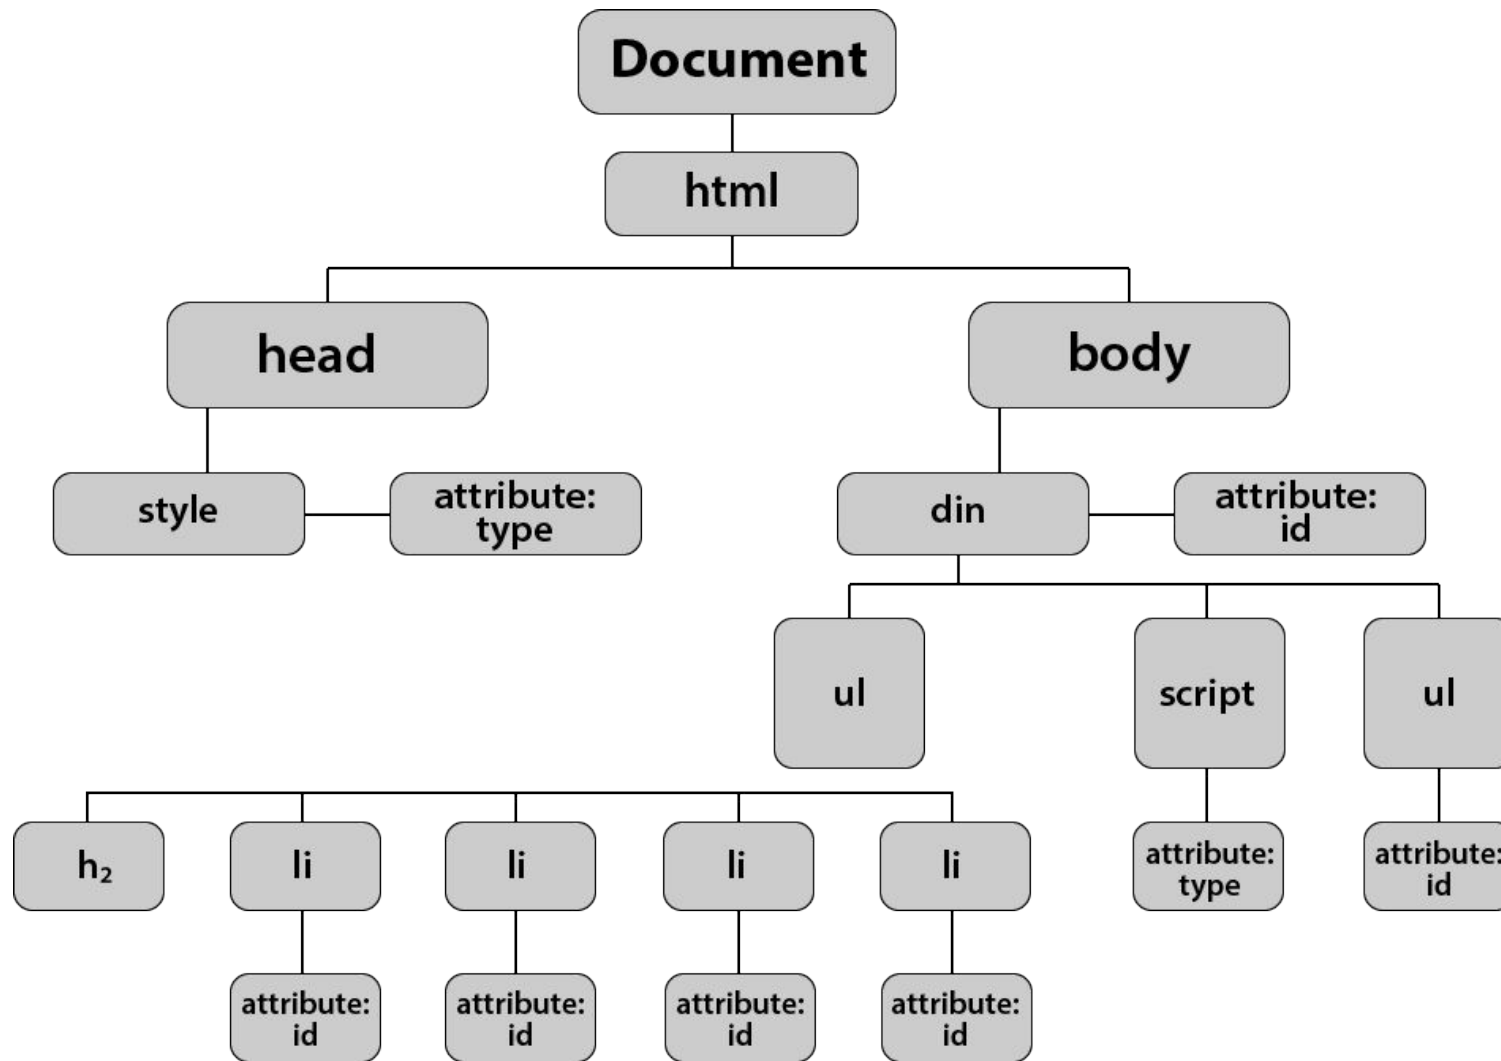 Document
html
head
body
style
attribute:
type
din
attribute:
id
ul
script
ul
h₂
li
li
li
li
attribute:
type
attribute:
id
attribute:
id
attribute:
id
attribute:
id
attribute:
id